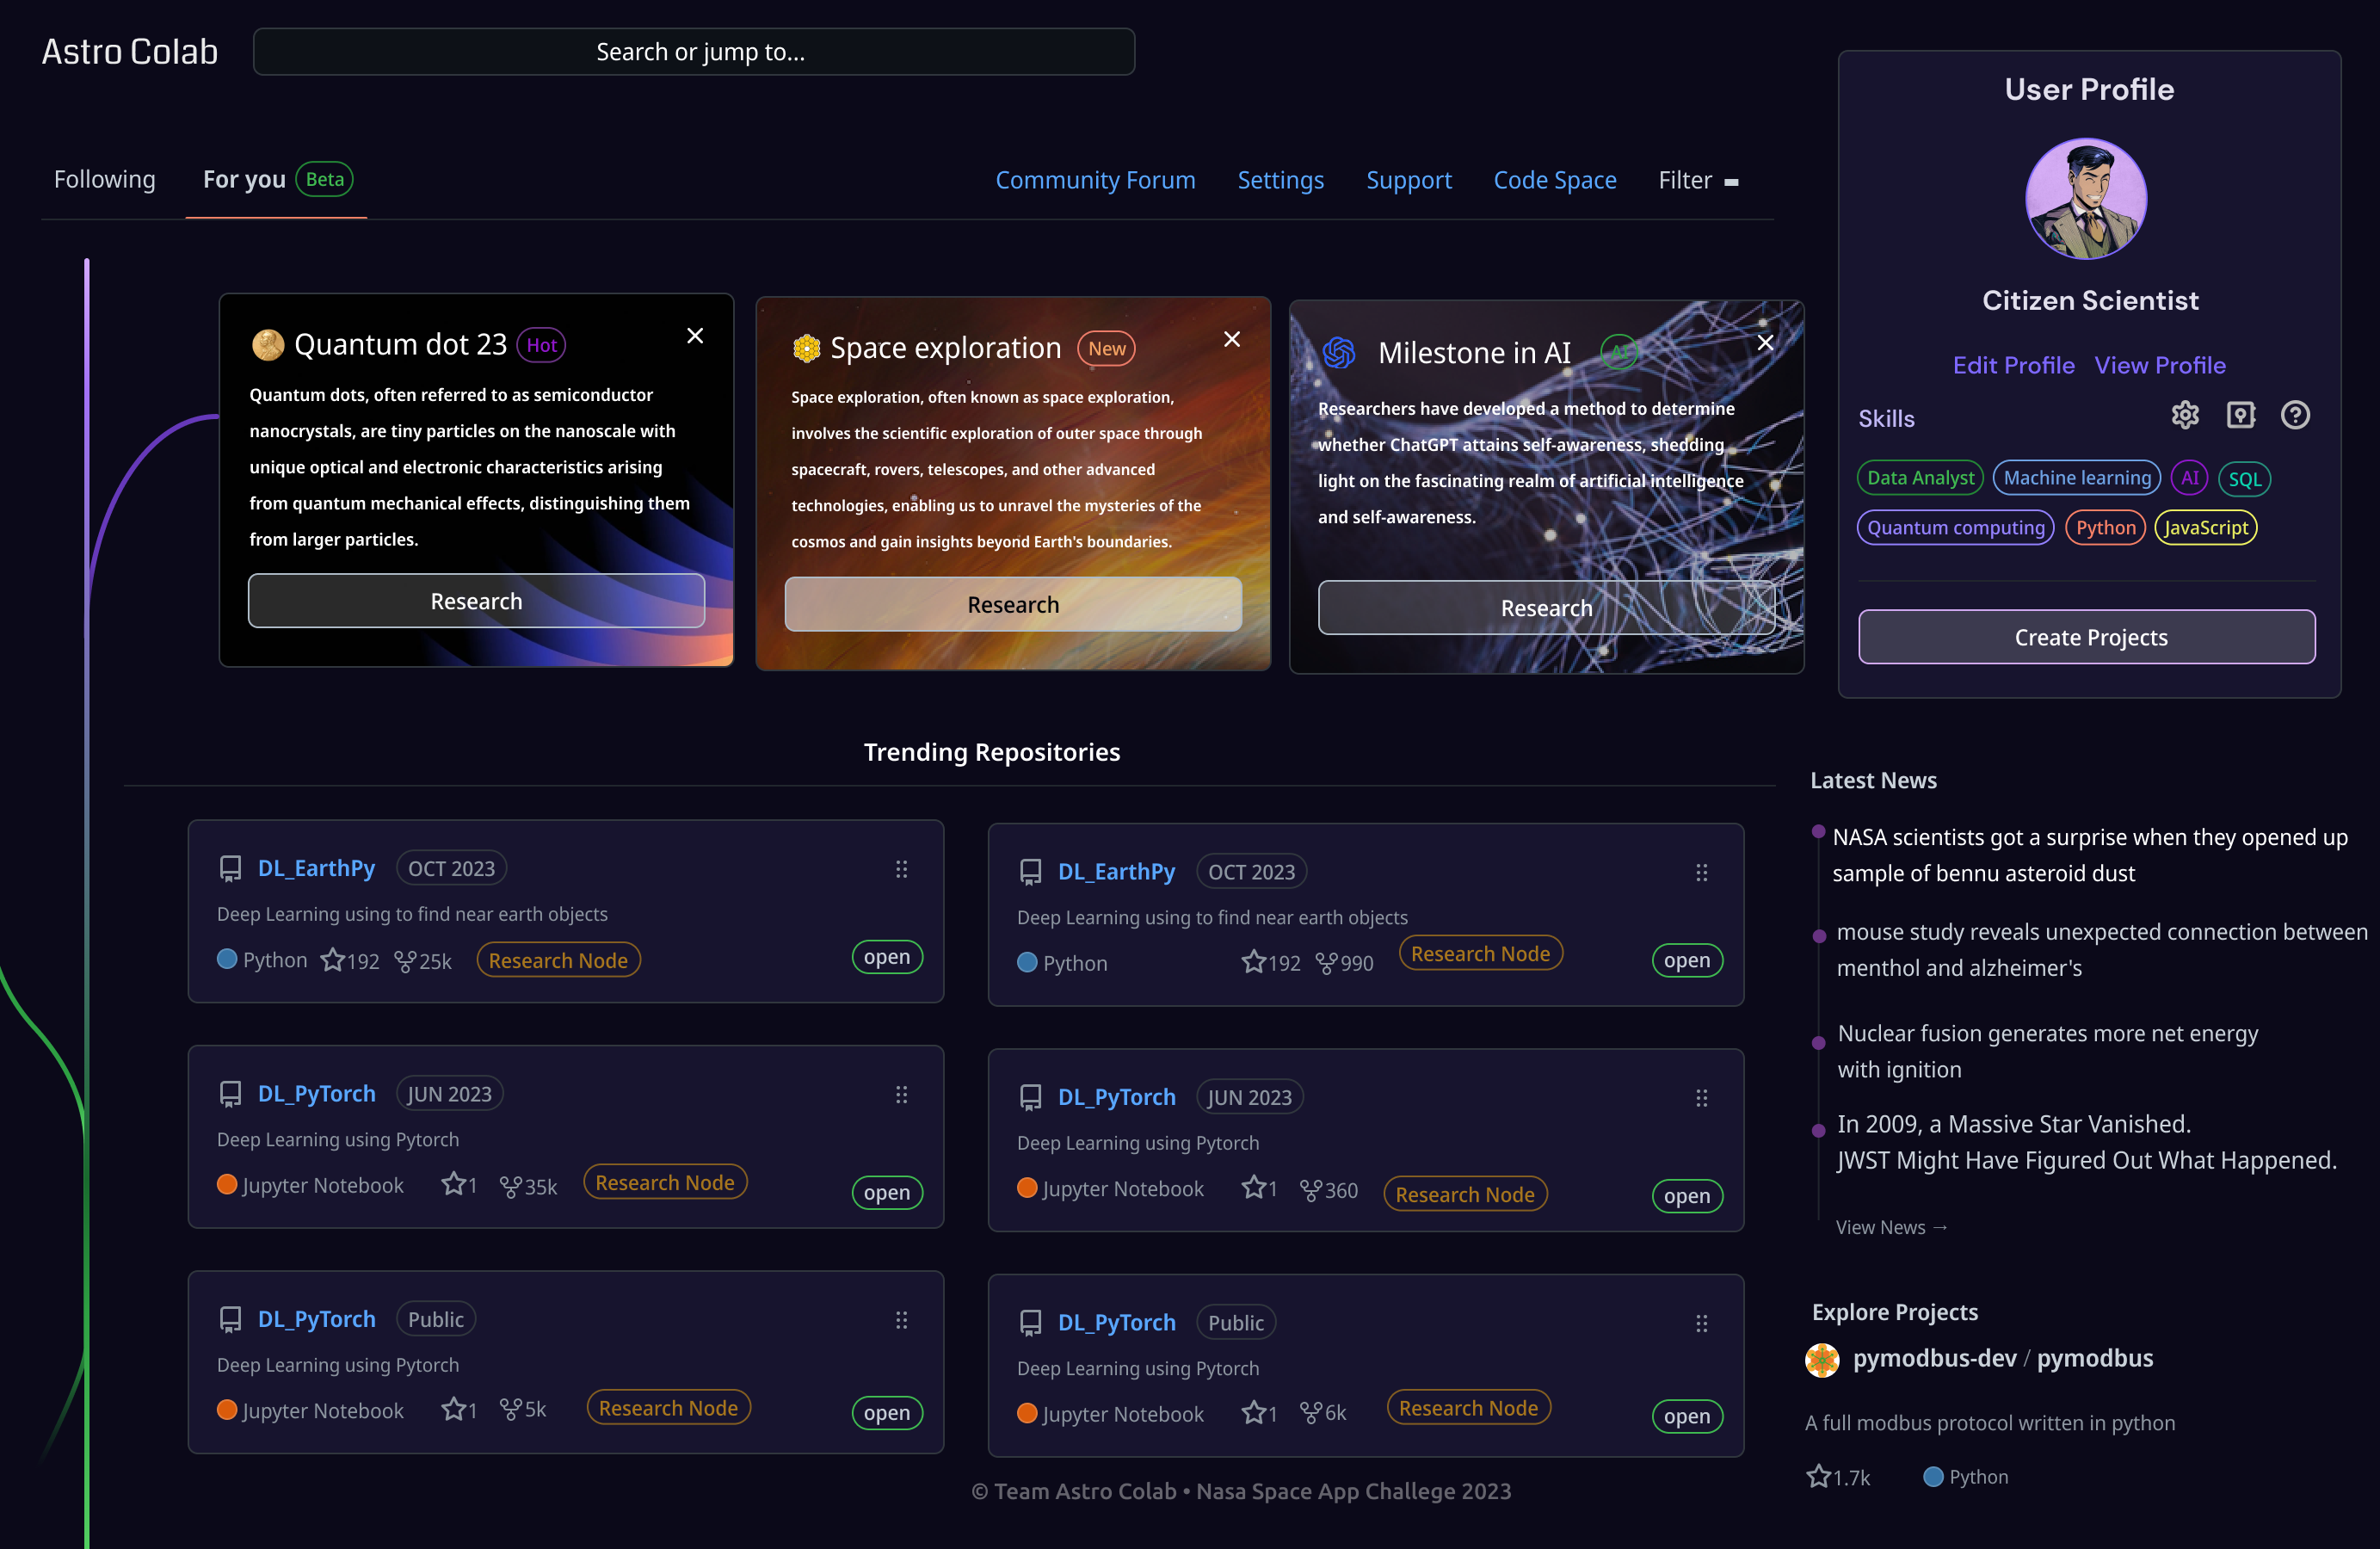 Astro Colab
Search or jump to...
Following
For you
Beta
Community Forum
Settings
Support
Code Space
Filter
Quantum dot 23
Hot
Quantum dots, often referred to as semiconductor
nanocrystals, are tiny particles on the nanoscale with
unique optical and electronic characteristics arising
from quantum mechanical effects, distinguishing them
from larger particles.
Research
Space exploration
New
Space exploration, often known as space exploration,
involves the scientific exploration of outer space through
spacecraft, rovers, telescopes, and other advanced
technologies, enabling us to unravel the mysteries of the
cosmos and gain insights beyond Earth's boundaries.
Research
Milestone in AI
AI
Researchers have developed a method to determine
whether ChatGPT attains self-awareness, shedding
light on the fascinating realm of artificial intelligence
and self-awareness.
Research
User Profile
Citizen Scientist
Edit Profile
View Profile
Skills
Data Analyst
Machine learning
AI
SQL
Quantum computing
Python
JavaScript
Create Projects
Trending Repositories
DL_EarthPy
OCT 2023
Deep Learning using to find near earth objects
Python
192
25k
Research Node
open
DL_EarthPy
OCT 2023
Deep Learning using to find near earth objects
Python
192
990
Research Node
open
DL_PyTorch
JUN 2023
Deep Learning using Pytorch
Jupyter Notebook
1
35k
Research Node
open
DL_PyTorch
JUN 2023
Deep Learning using Pytorch
Jupyter Notebook
1
360
Research Node
open
DL_PyTorch
Public
Deep Learning using Pytorch
Jupyter Notebook
1
5k
Research Node
open
DL_PyTorch
Public
Deep Learning using Pytorch
Jupyter Notebook
1
6k
Research Node
open
Latest News
NASA scientists got a surprise when they opened up
sample of bennu asteroid dust
mouse study reveals unexpected connection between
menthol and alzheimer's
Nuclear fusion generates more net energy
with ignition
In 2009, a Massive Star Vanished.
JWST Might Have Figured Out What Happened.
View News →
Explore Projects
pymodbus-dev / pymodbus
A full modbus protocol written in python
1.7k
Python
© Team Astro Colab • Nasa Space App Challege 2023